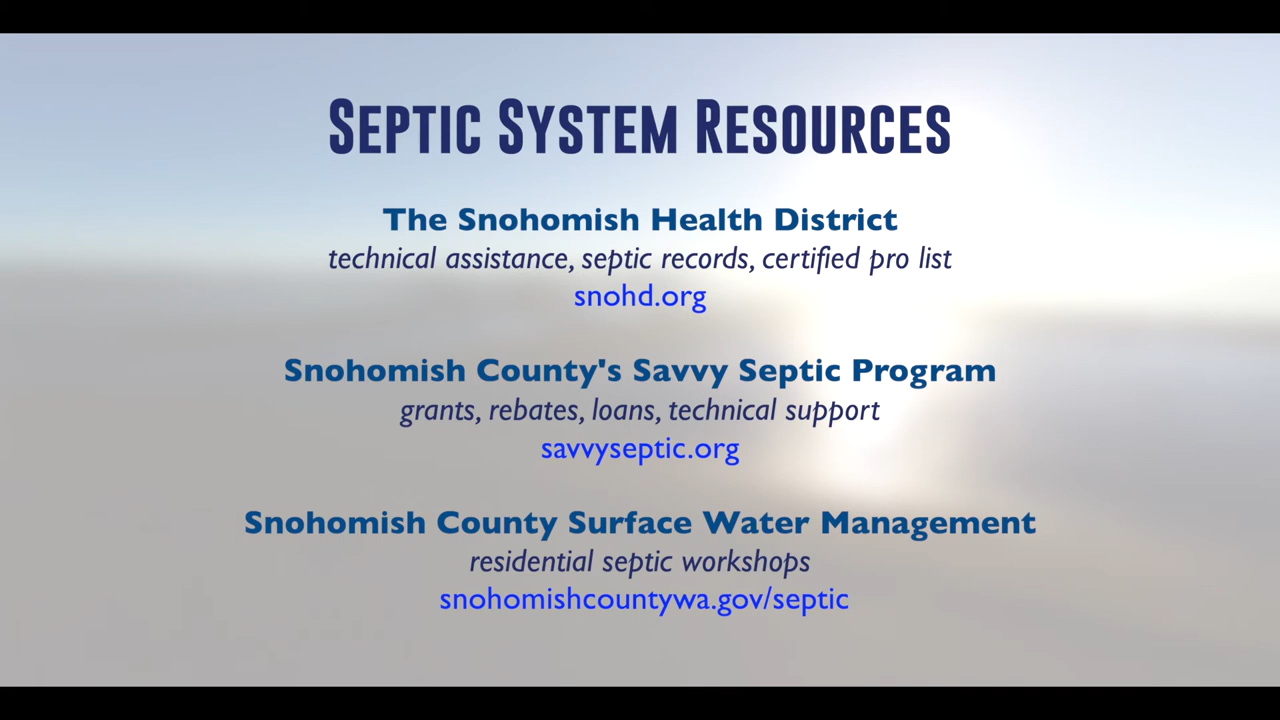 SEPTIC SYSTEM RESOURCES
The Snohomish Health District
technical assistance, septic records, certified pro list
snohd.org
Snohomish County's Savvy Septic Program
grants, rebates, loans, technical support
savvyseptic.org
Snohomish County Surface Water Management
residential septic workshops
snohomishcountywa.gov/septic